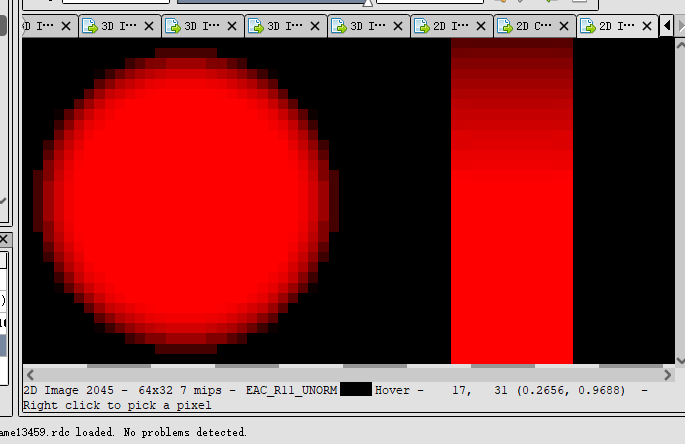 D I··· 3D I··· 3D I··· 3D I··· 3D I··· 2D I··· 2D C··· 2D I···
)
2D Image 2045 - 64x32 7 mips - EAC_R11_UNORM Hover - 17, 31 (0.2656, 0.9688) -
Right click to pick a pixel
ame13459.rdc loaded. No problems detected.